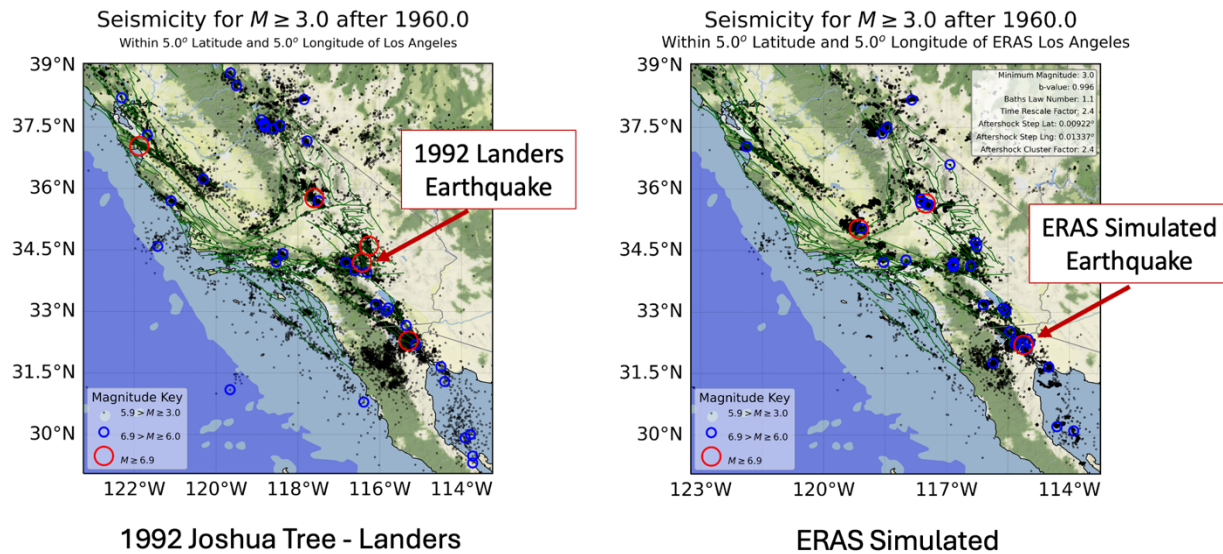 Seismicity for M ≥ 3.0 after 1960.0
Within 5.0° Latitude and 5.0° Longitude of Los Angeles
39°N
37.5°N
36°N
34.5°N
33°N
31.5°N
30°N
122°W 120°W 118°W 116°W 114°W
Magnitude Key
5.9 > M ≥ 3.0
6.9 > M ≥ 6.0
M ≥ 6.9
1992 Landers
Earthquake
1992 Joshua Tree - Landers
Seismicity for M ≥ 3.0 after 1960.0
Within 5.0° Latitude and 5.0° Longitude of ERAS Los Angeles
39°N
37.5°N
36°N
34.5°N
33°N
31.5°N
30°N
123°W 120°W 117°W 114°W
Minimum Magnitude: 3.0
b-value: 0.996
Baths Law Number: 1.1
Time Rescale Factor: 2.4
Aftershock Step Lat: 0.00922°
Aftershock Step Lng: 0.01337°
Aftershock Cluster Factor: 2.4
Magnitude Key
5.9 > M ≥ 3.0
6.9 > M ≥ 6.0
M ≥ 6.9
ERAS Simulated
Earthquake
ERAS Simulated